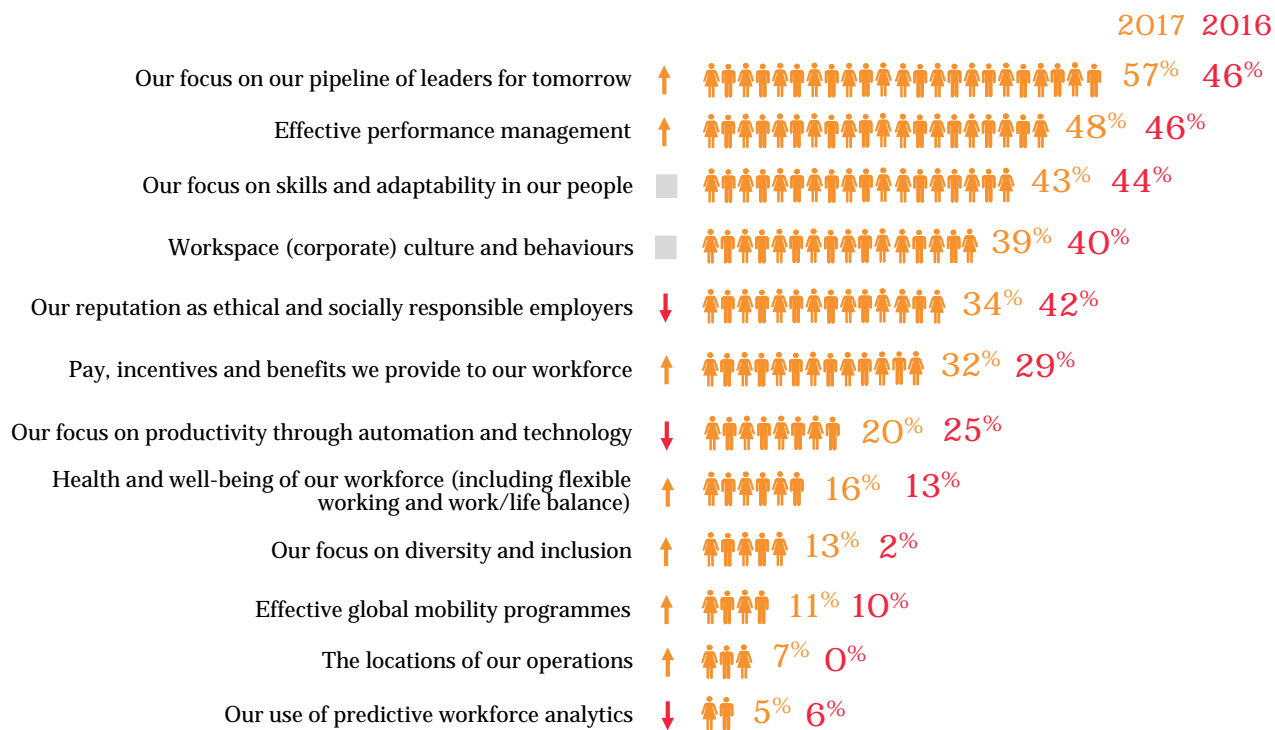 2017 2016
Our focus on our pipeline of leaders for tomorrow 57% 46%
Effective performance management 48% 46%
Our focus on skills and adaptability in our people 43% 44%
Workspace (corporate) culture and behaviours 39% 40%
Our reputation as ethical and socially responsible employers 34% 42%
Pay, incentives and benefits we provide to our workforce 32% 29%
Our focus on productivity through automation and technology 20% 25%
Health and well-being of our workforce (including flexible
working and work/life balance) 16% 13%
Our focus on diversity and inclusion 13% 2%
Effective global mobility programmes 11% 10%
The locations of our operations 7% 0%
Our use of predictive workforce analytics 5% 6%